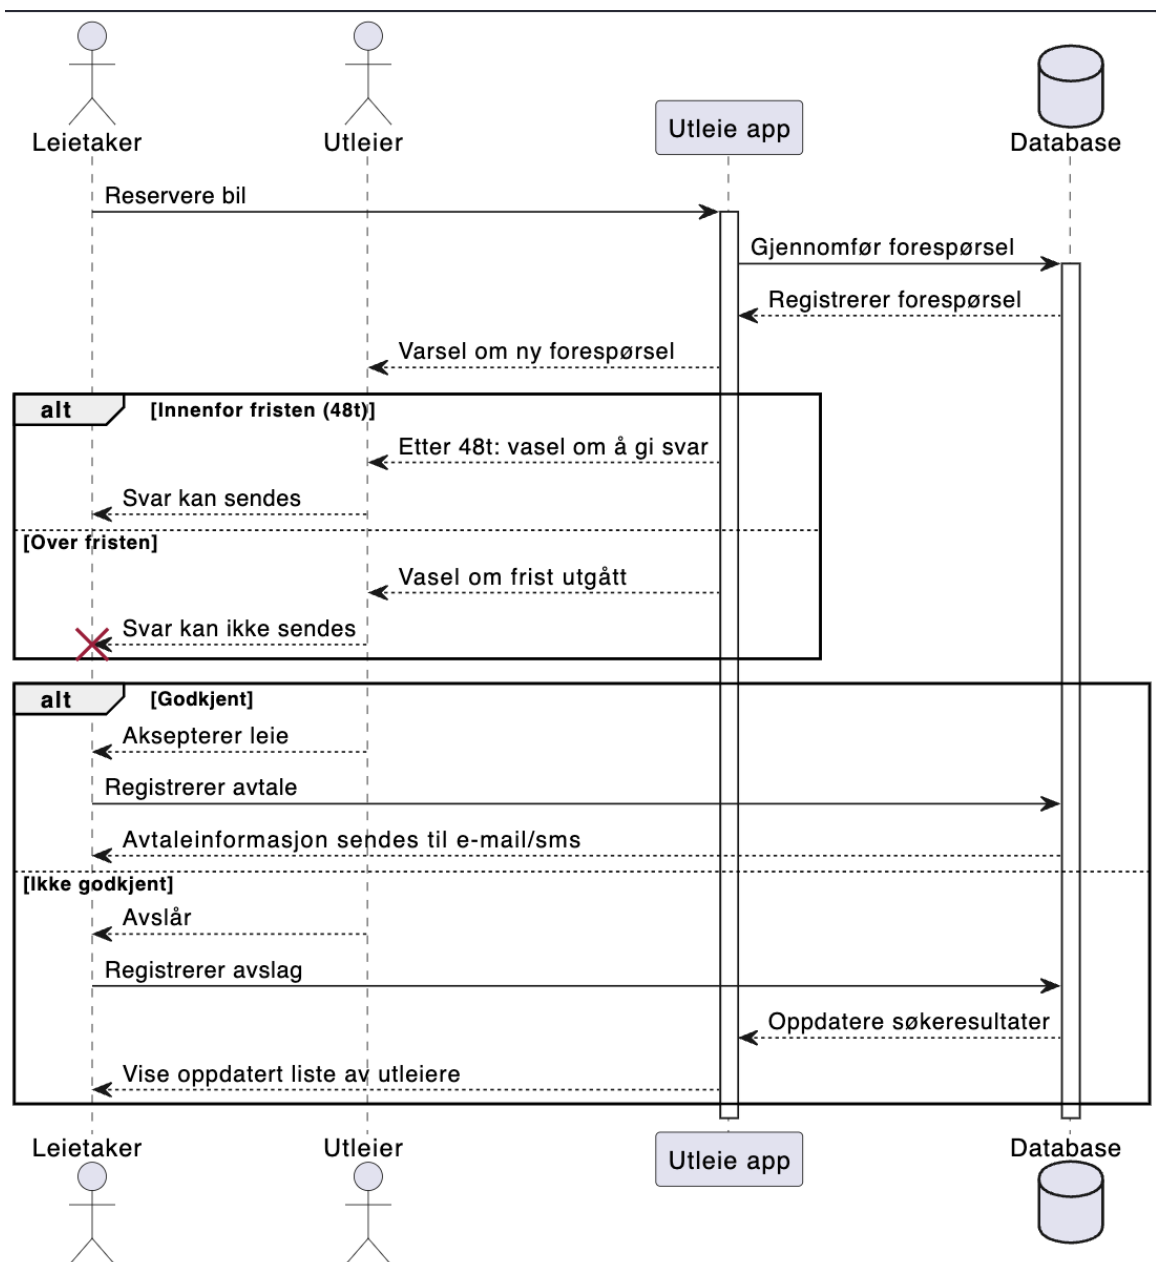 Leietaker
Utleier
Utleie app
Database
Reservere bil
Gjennomfør forespørsel
Registrerer forespørsel
Varsel om ny forespørsel
alt [Innenfor fristen (48t)]
Etter 48t: vasel om å gi svar
Svar kan sendes
[Over fristen]
Vasel om frist utgått
Svar kan ikke sendes
alt [Godkjent]
Aksepterer leie
Registrerer avtale
Avtaleinformasjon sendes til e-mail/sms
[Ikke godkjent]
Avslår
Registrerer avslag
Oppdatere søkeresultater
Vise oppdatert liste av utleiere
Leietaker
Utleier
Utleie app
Database